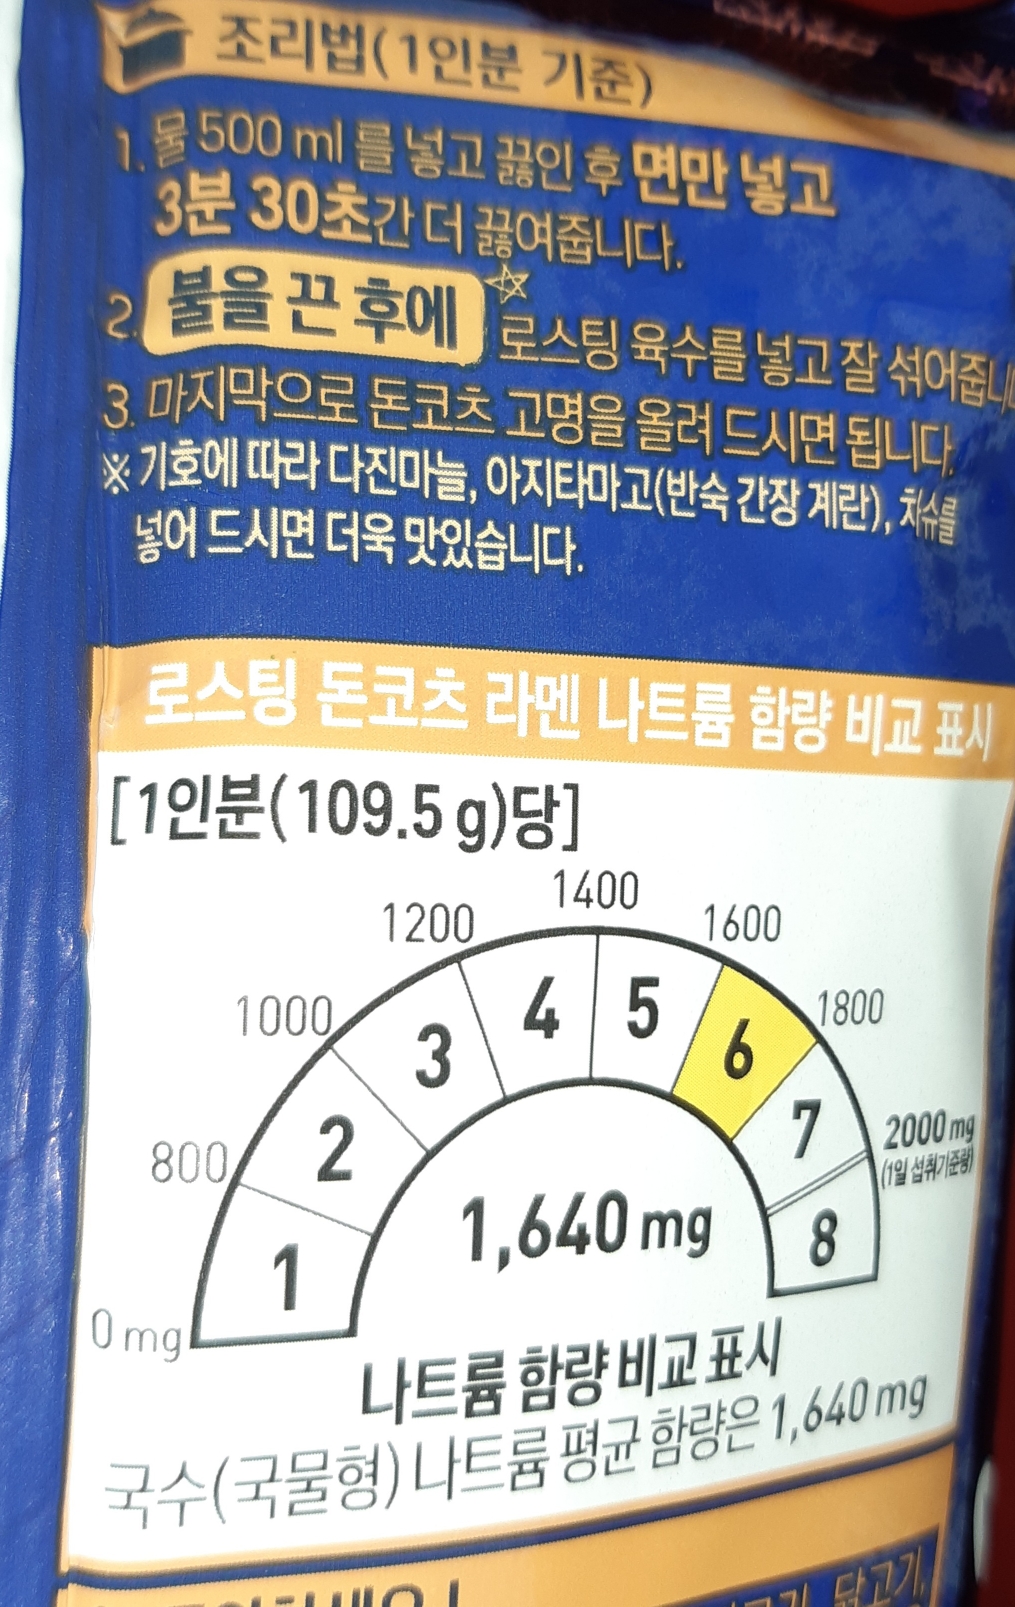 조리법(1인분 기준)
1. 물 500 ml 를 넣고 끓인 후 면만 넣고
3분 30초간 더 끓여줍니다.
2. 불을 끈 후에 로스팅 육수를 넣고 잘 섞어줍니
3. 마지막으로 돈코츠 고명을 올려 드시면 됩니다.
※ 기호에 따라 다진마늘, 아지타마고(반숙 간장 계란), 차슈를
넣어 드시면 더욱 맛있습니다.
로스팅 돈코츠 라멘 나트륨 함량 비교 표시
[1인분(109.5 g)당]
1400
1200
1600
1000
1800
4
5
3
6
2
7
800
2000 mg
(1일 섭취기준량)
1,640 mg
1
8
0 mg
나트륨 함량 비교 표시
국수(국물형) 나트륨 평균 함량은 1,640 mg
닭고기,